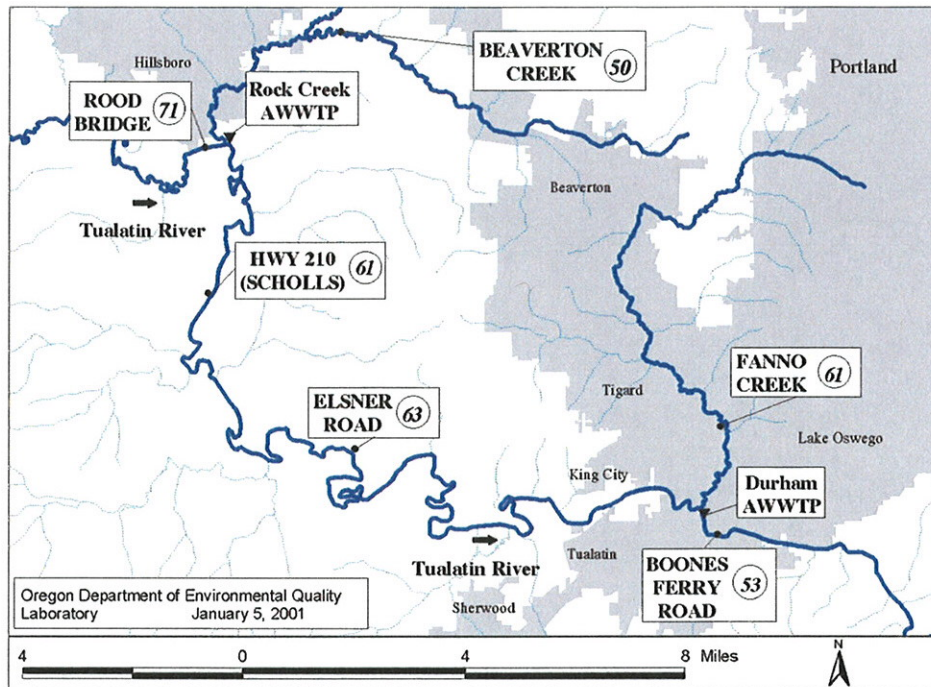 Hillsboro
BEAVERTON
CREEK 50
Portland
ROOD
BRIDGE 71
Rock Creek
AWWTP
Beaverton
Tualatin River
HWY 210
(SCHOLLS) 61
FANNO
CREEK 61
Tigard
ELSNER
ROAD 63
Lake Oswego
King City
Durham
AWWTP
Tualatin River
Tualatin
BOONES
FERRY
ROAD 53
Sherwood
Oregon Department of Environmental Quality
Laboratory January 5, 2001
4 0 4 8 Miles
N